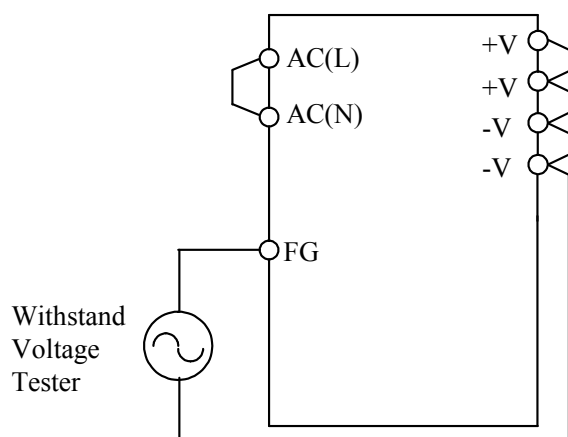 AC(L)
AC(N)
FG
+V
+V
-V
-V
Withstand
Voltage
Tester